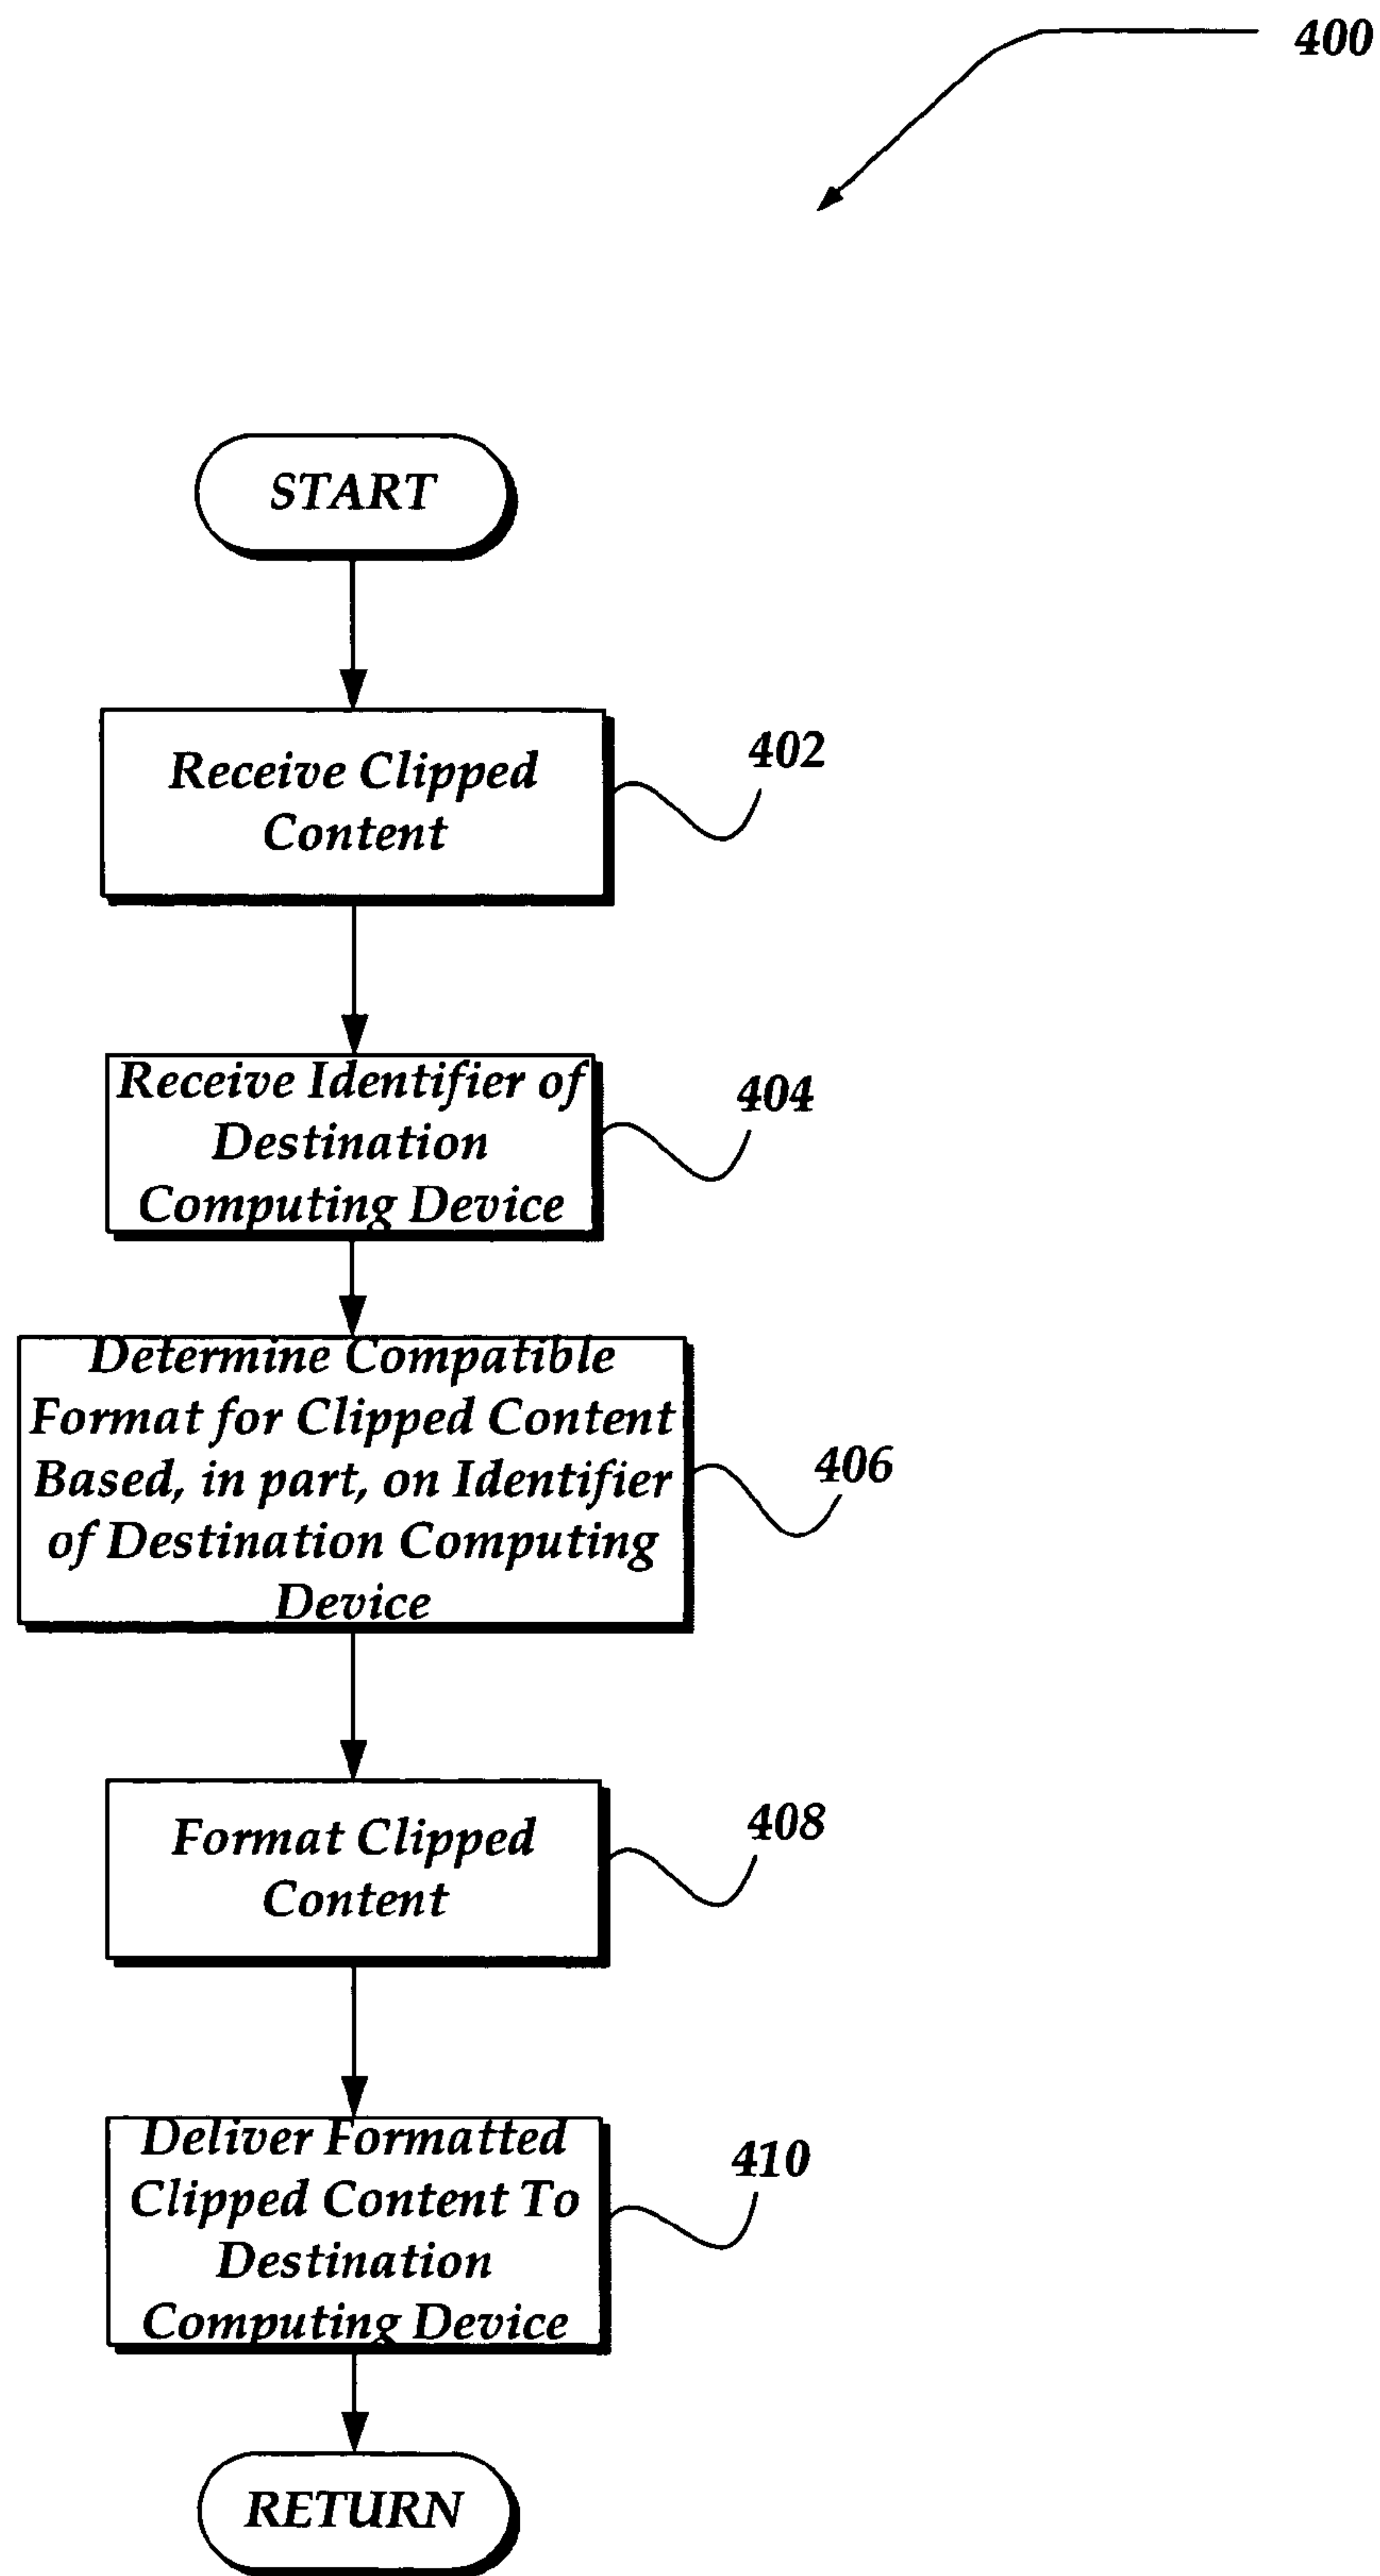 400
START
Receive Clipped
Content
402
Receive Identifier of
Destination
Computing Device
404
Determine Compatible
Format for Clipped Content
Based, in part, on Identifier
of Destination Computing
Device
406
Format Clipped
Content
408
Deliver Formatted
Clipped Content To
Destination
Computing Device
410
RETURN